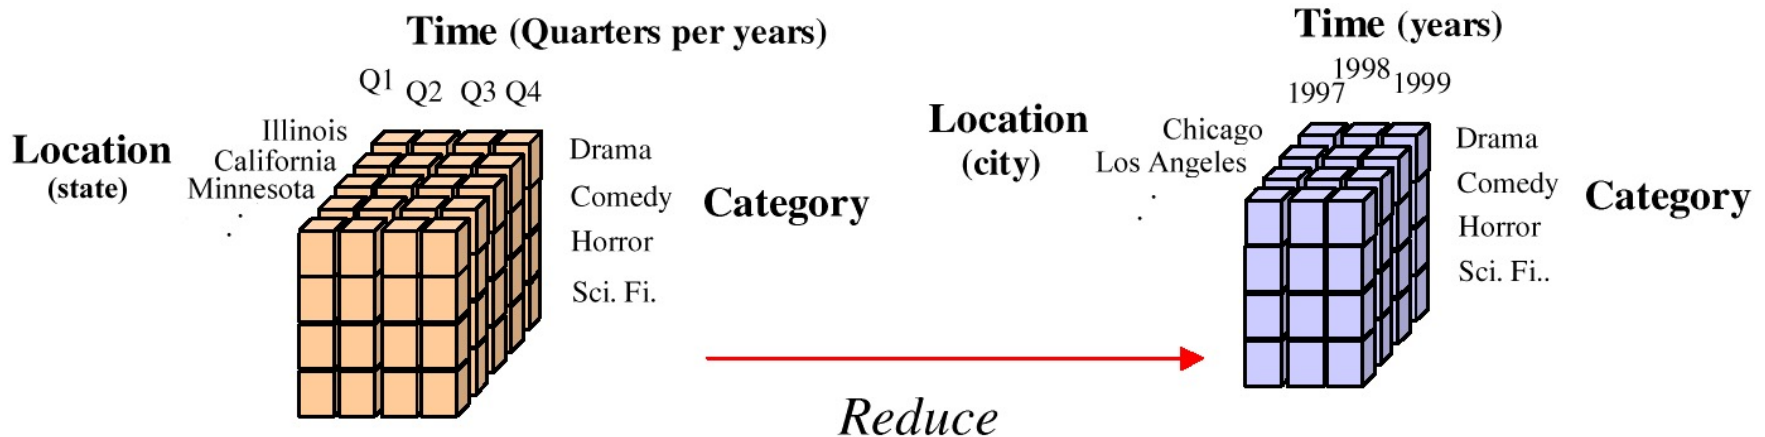 Time (Quarters per years)
Q1 Q2 Q3 Q4
Location
(state)
Illinois
California
Minnesota
.
.
Drama
Comedy
Horror
Sci. Fi.
Category
Reduce
Time (years)
1997 1998 1999
Location
(city)
Chicago
Los Angeles
.
.
Drama
Comedy
Horror
Sci. Fi..
Category